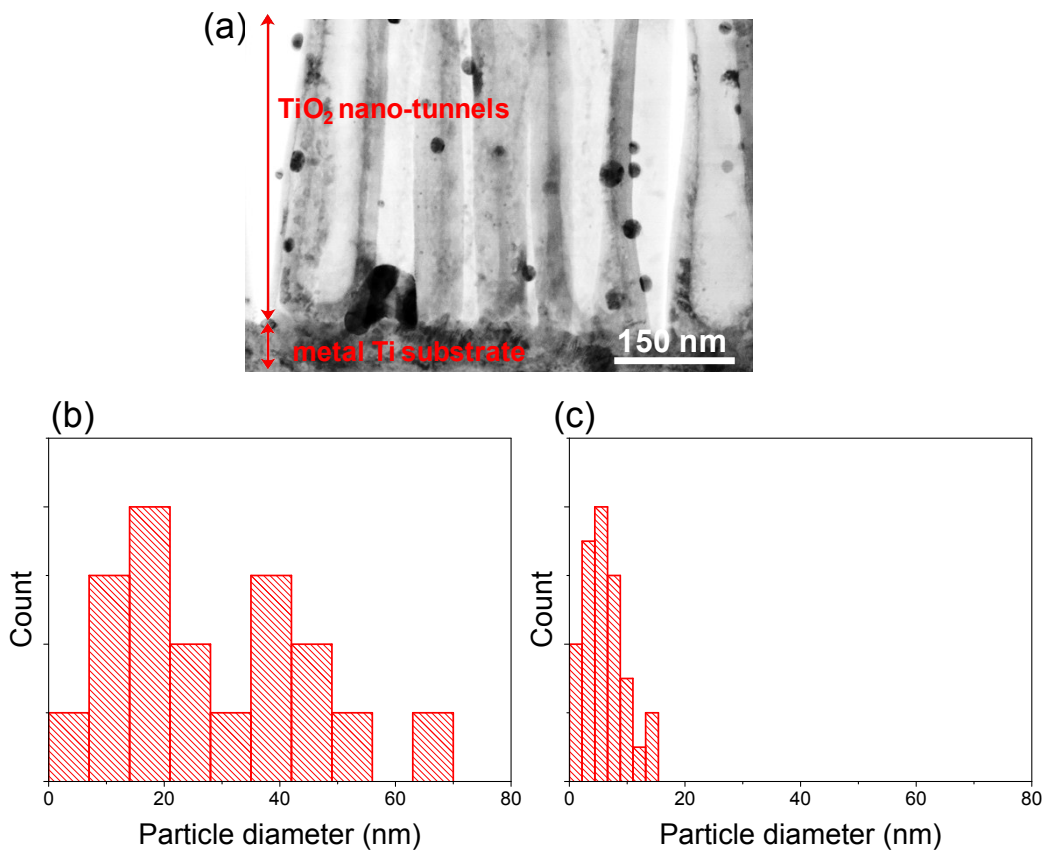 (a)
TiO₂ nano-tunnels
metal Ti substrate
150 nm
(b)
Count
0 20 40 60 80
Particle diameter (nm)
(c)
Count
0 20 40 60 80
Particle diameter (nm)